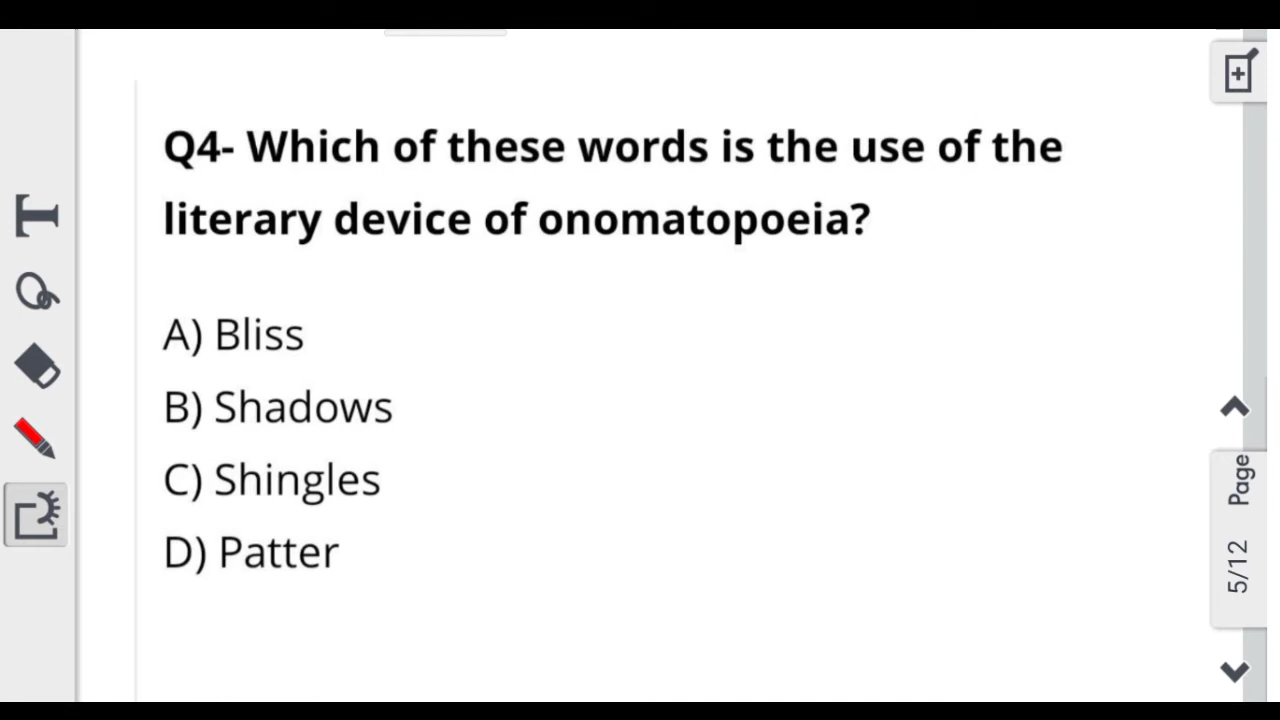 Q4- Which of these words is the use of the
literary device of onomatopoeia?
A) Bliss
B) Shadows
C) Shingles
D) Patter
Page
5/12